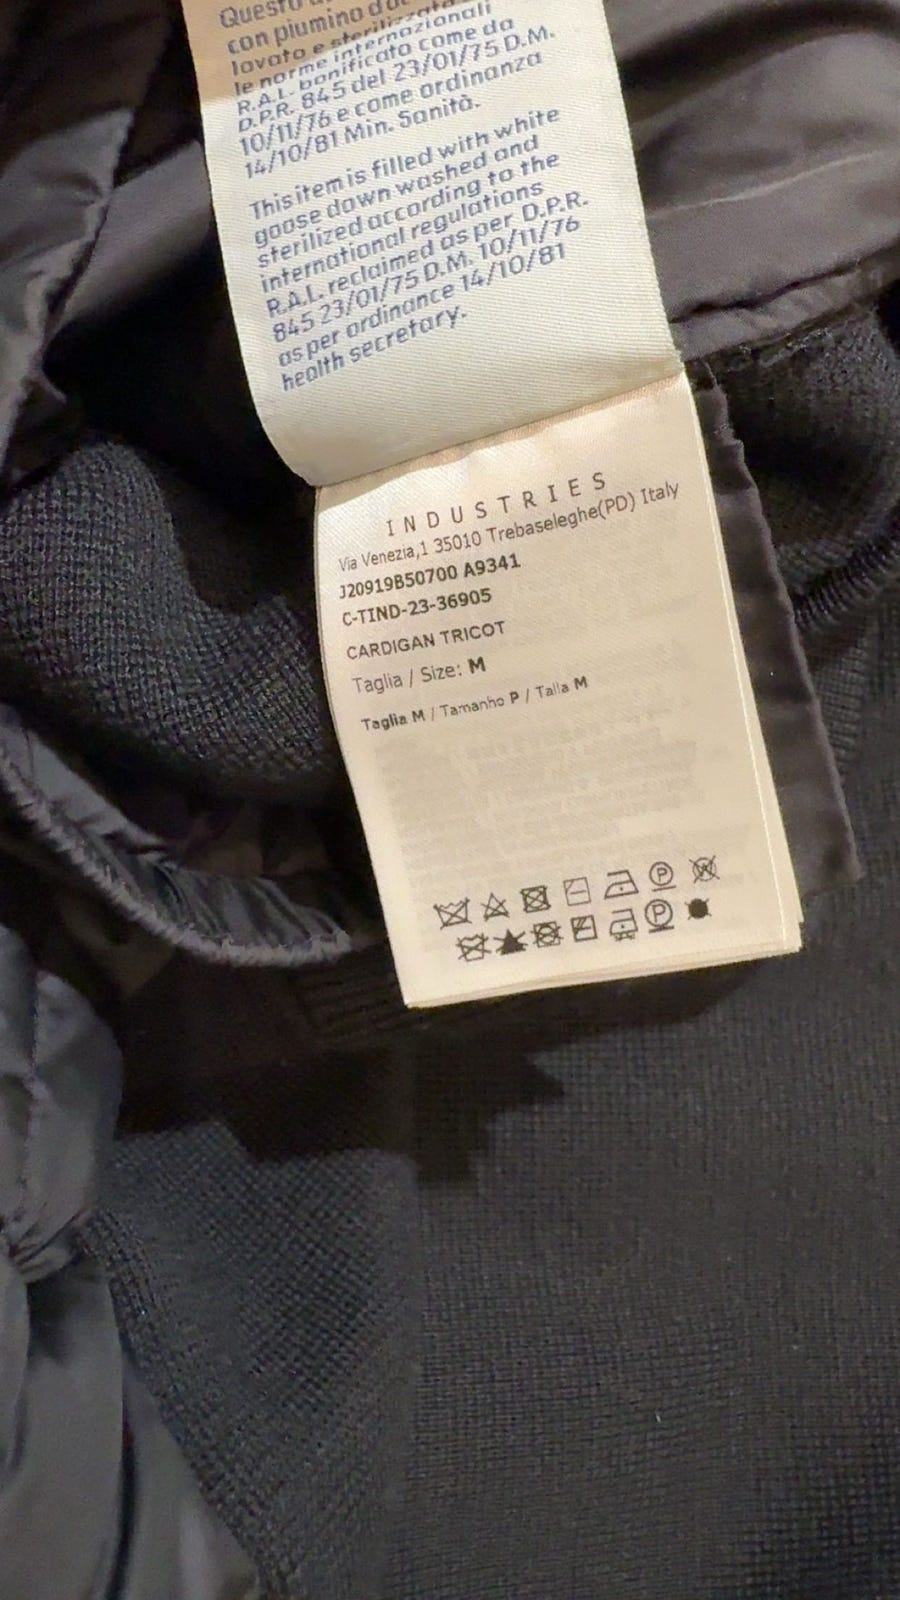 Questo
con piumino d'oc
lavato e sterilizzato
le norme internazionali
R.A.L. bonificato come da
D.P.R. 845 del 23/01/75 D.M.
10/11/76 e come ordinanza
14/10/81 Min. Sanità.
This item is filled with white
goose down washed and
sterilized according to the
international regulations
R.A.L. reclaimed as per D.P.R.
845 23/01/75 D.M. 10/11/76
as per ordinance 14/10/81
health secretary.
INDUSTRIES
Via Venezia,1 35010 Trebaseleghe(PD) Italy
J20919B50700 A9341
C-TIND-23-36905
CARDIGAN TRICOT
Taglia / Size: M
Taglia M / Tamanho P / Talla M